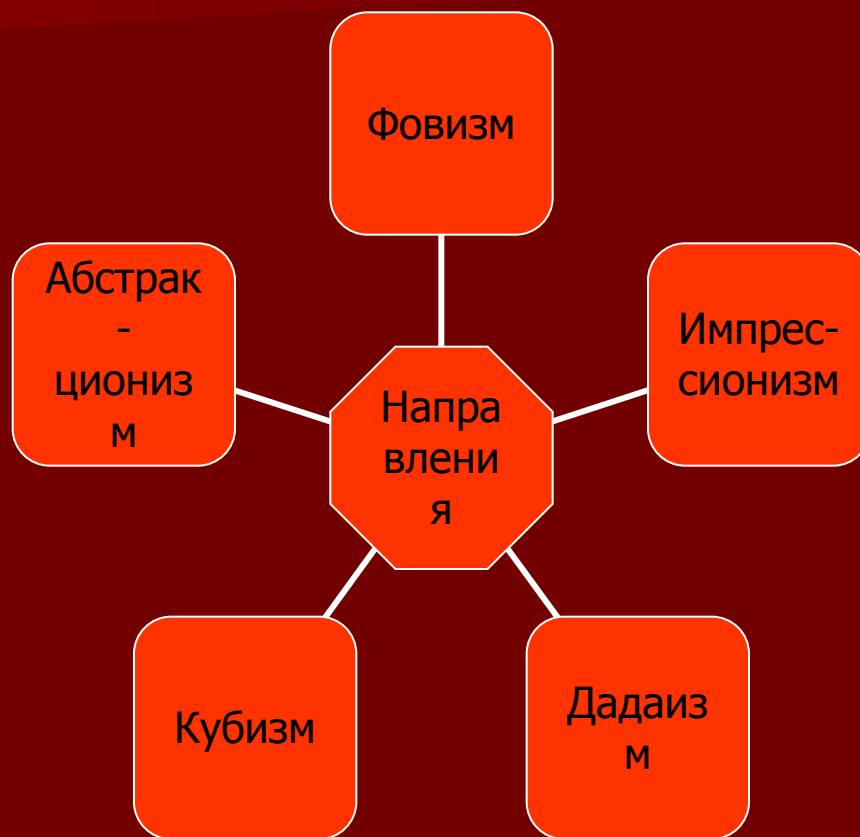 Фовизм
Абстрак
-
циониз
м
Импрес-
сионизм
Напра
влени
я
Кубизм
Дадаиз
м